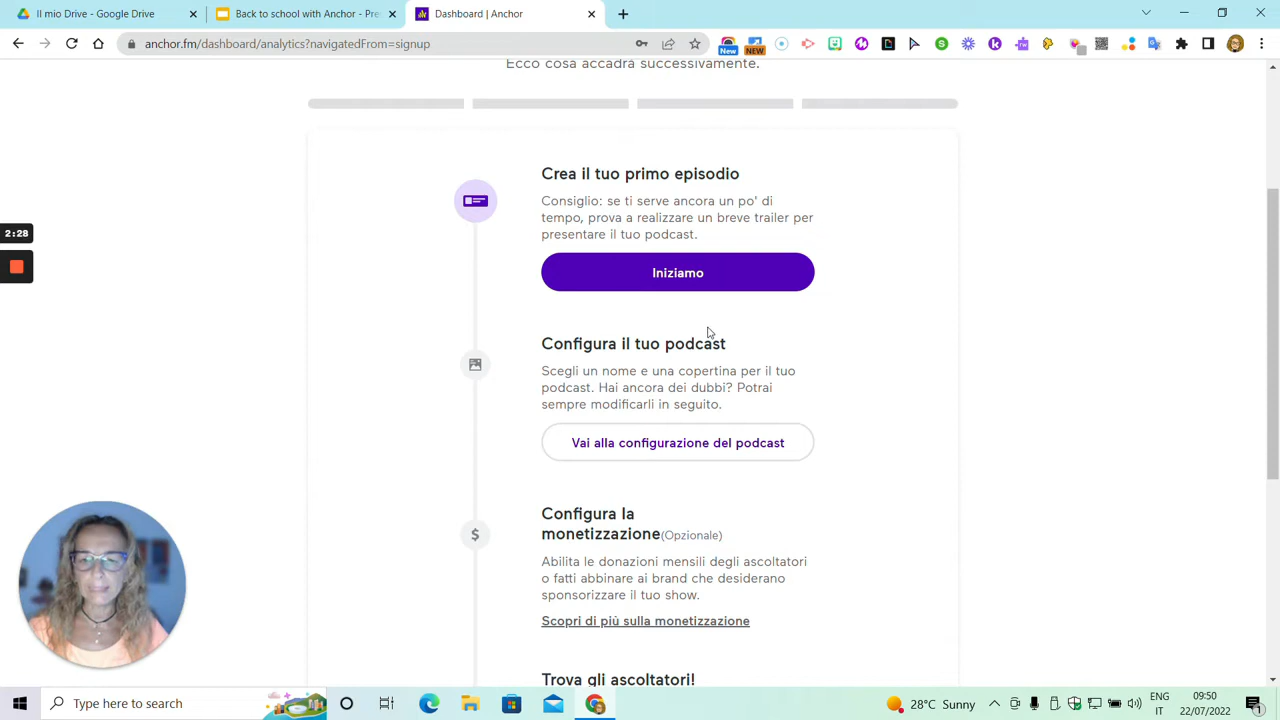 Il mio Drive - Google Drive
Back to school with Anchor - Pre
Dashboard | Anchor
anchor.fm/dashboard/analytics?navigatedFrom=signup
New
NEW
Ecco cosa accadrà successivamente.
Crea il tuo primo episodio
Consiglio: se ti serve ancora un po' di
tempo, prova a realizzare un breve trailer per
presentare il tuo podcast.
Iniziamo
2:28
Configura il tuo podcast
Scegli un nome e una copertina per il tuo
podcast. Hai ancora dei dubbi? Potrai
sempre modificarli in seguito.
Vai alla configurazione del podcast
$
Configura la
monetizzazione(Opzionale)
Abilita le donazioni mensili degli ascoltatori
o fatti abbinare ai brand che desiderano
sponsorizzare il tuo show.
Scopri di più sulla monetizzazione
Trova gli ascoltatori!
Type here to search
28°C Sunny
ENG
IT
09:50
22/07/2022
1